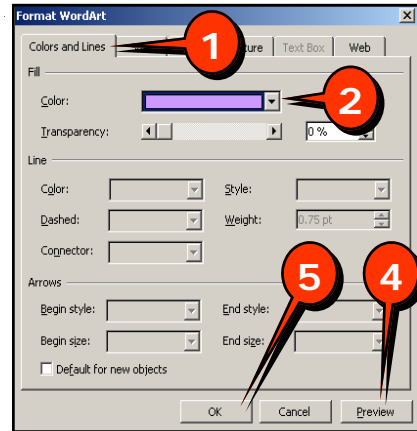 Format WordArt
Colors and Lines 1 ture Text Box Web
Fill
Color: 2
Transparency: 0 %
Line
Color: Style:
Dashed: Weight: 0.75 pt
Connector:
5 4
Arrows
Begin style: End style:
Begin size: End size:
Default for new objects
OK Cancel Preview